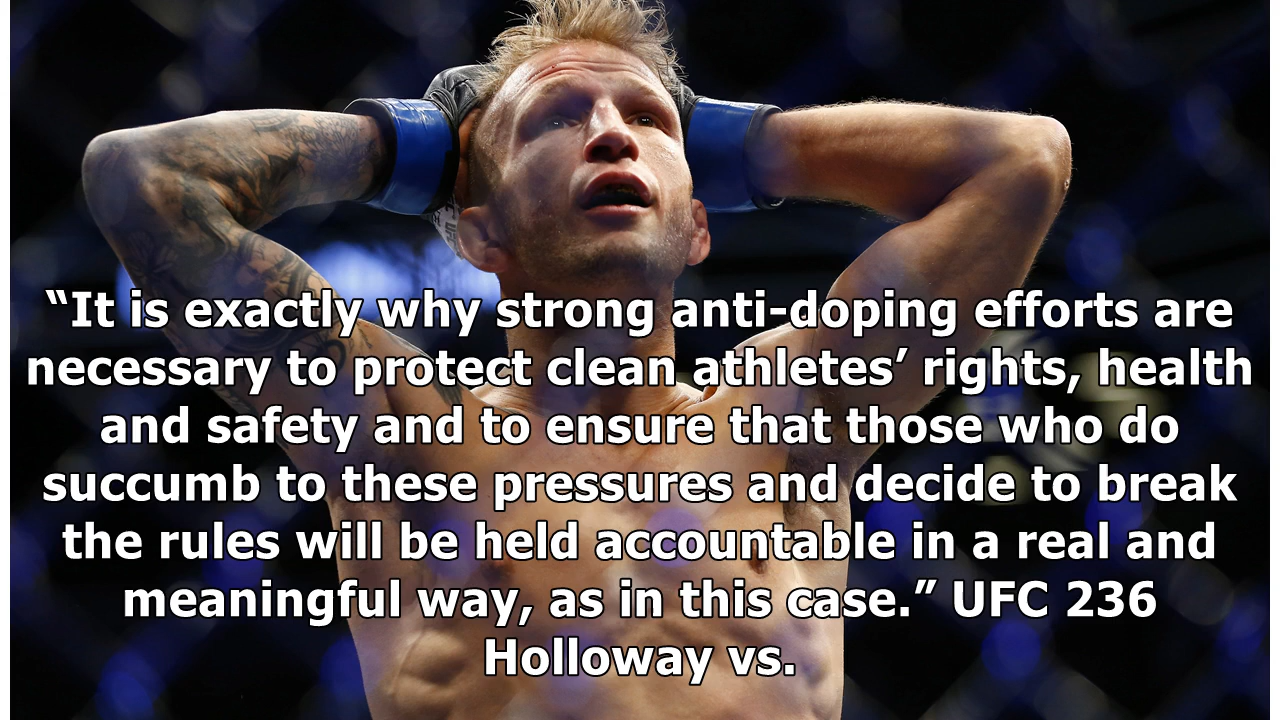 “It is exactly why strong anti-doping efforts are
necessary to protect clean athletes’ rights, health
and safety and to ensure that those who do
succumb to these pressures and decide to break
the rules will be held accountable in a real and
meaningful way, as in this case.” UFC 236
Holloway vs.